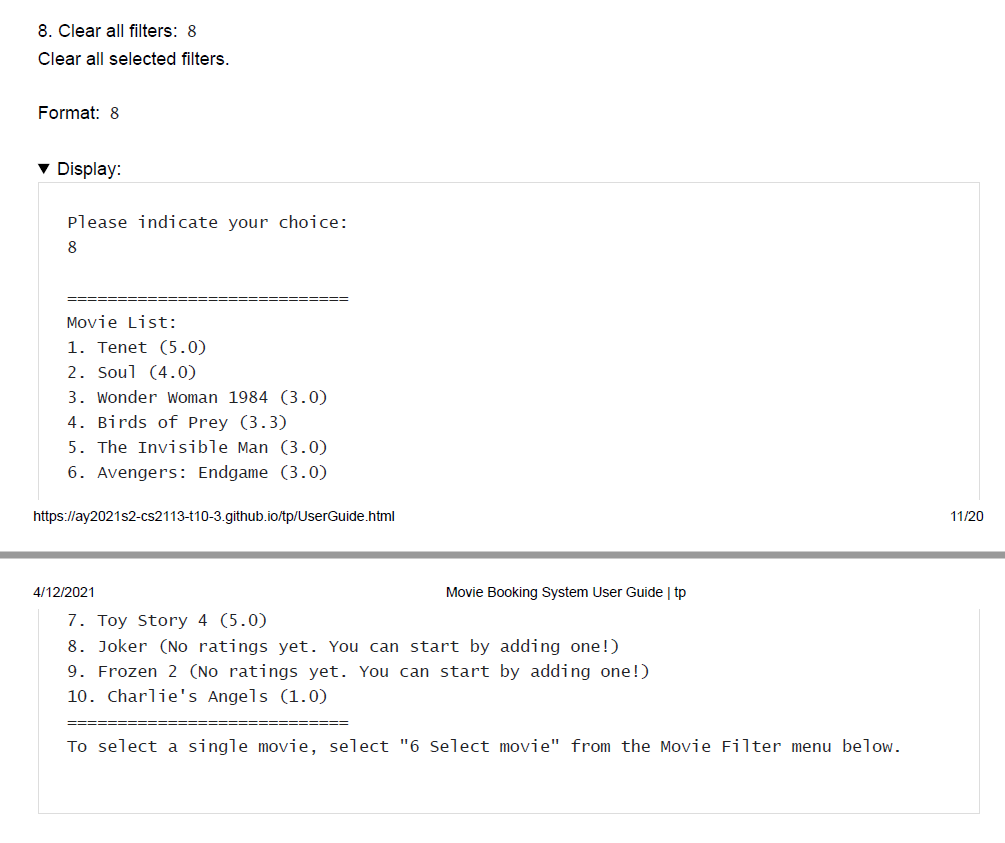 8. Clear all filters: 8
Clear all selected filters.
Format: 8
▼ Display:
Please indicate your choice:
8
============================
Movie List:
1. Tenet (5.0)
2. Soul (4.0)
3. Wonder Woman 1984 (3.0)
4. Birds of Prey (3.3)
5. The Invisible Man (3.0)
6. Avengers: Endgame (3.0)
https://ay2021s2-cs2113-t10-3.github.io/tp/UserGuide.html 11/20
4/12/2021 Movie Booking System User Guide | tp
7. Toy Story 4 (5.0)
8. Joker (No ratings yet. You can start by adding one!)
9. Frozen 2 (No ratings yet. You can start by adding one!)
10. Charlie's Angels (1.0)
============================
To select a single movie, select "6 Select movie" from the Movie Filter menu below.